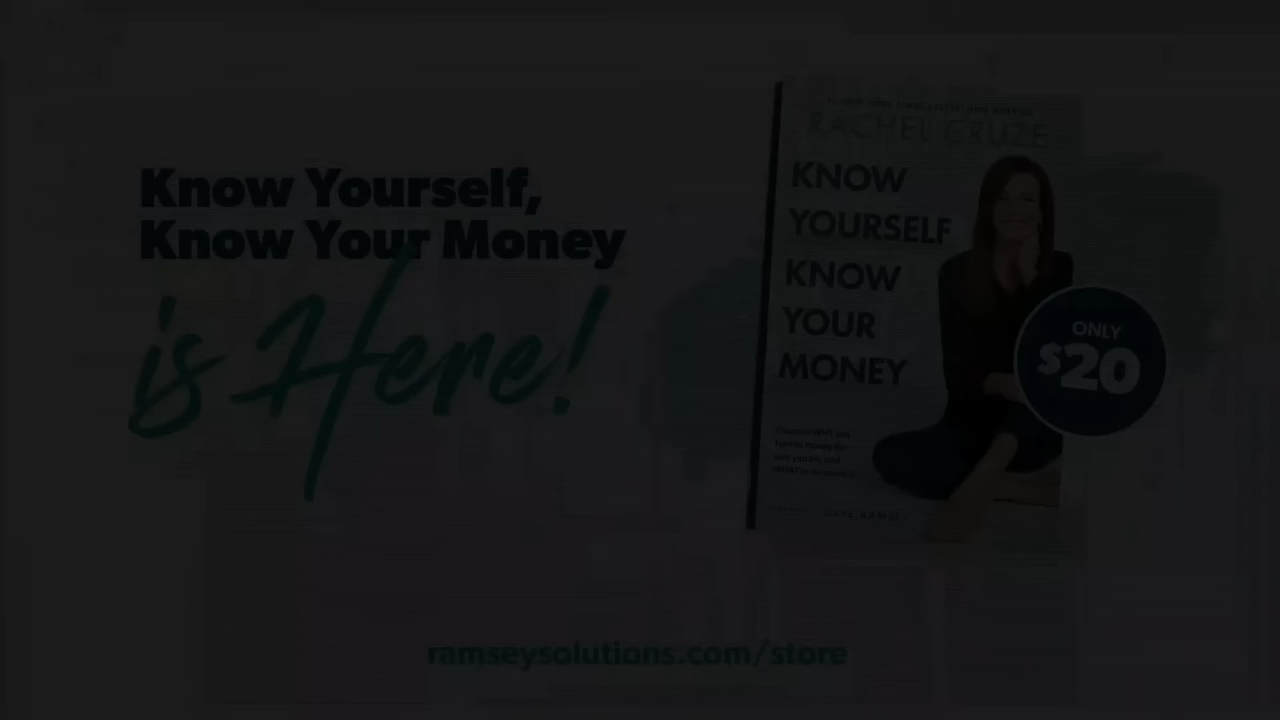 Know Yourself,
Know Your Money
is Here!
RACHEL CRUZE
KNOW
YOURSELF
KNOW
YOUR
MONEY
ONLY
$20
ramseysolutions.com/store